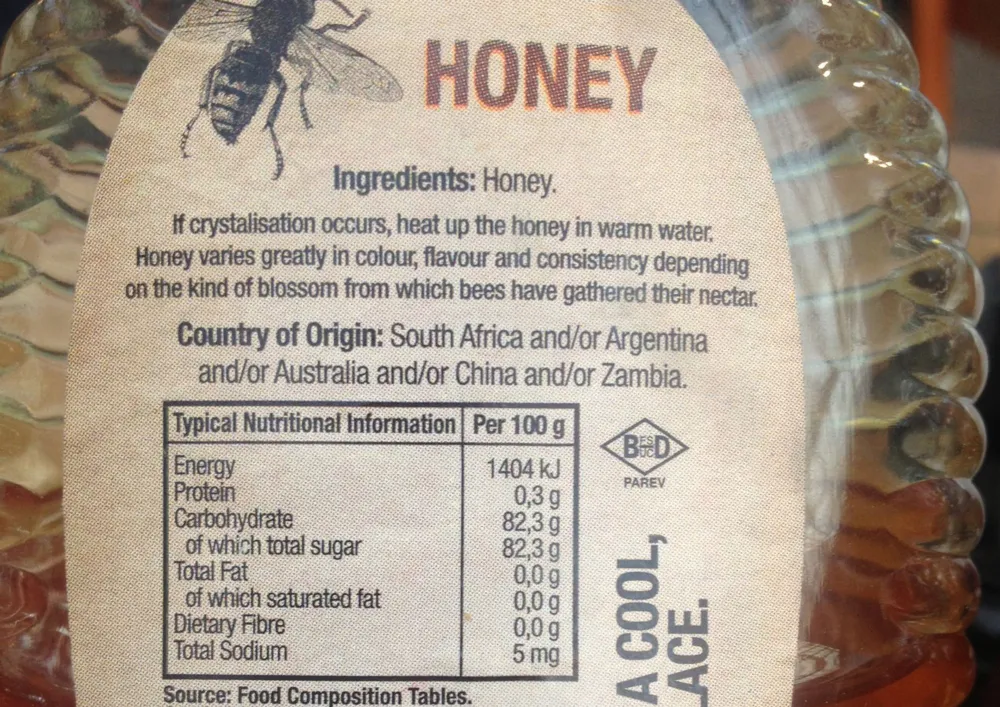 HONEY
Ingredients: Honey.
If crystalisation occurs, heat up the honey in warm water.
Honey varies greatly in colour, flavour and consistency depending
on the kind of blossom from which bees have gathered their nectar.
Country of Origin: South Africa and/or Argentina
and/or Australia and/or China and/or Zambia.
Typical Nutritional Information Per 100 g
Energy 1404 kJ
Protein 0,3 g
Carbohydrate 82,3 g
of which total sugar 82,3 g
Total Fat 0,0 g
of which saturated fat 0,0 g
Dietary Fibre 0,0 g
Total Sodium 5 mg
Source: Food Composition Tables.
PAREV
A COOL,